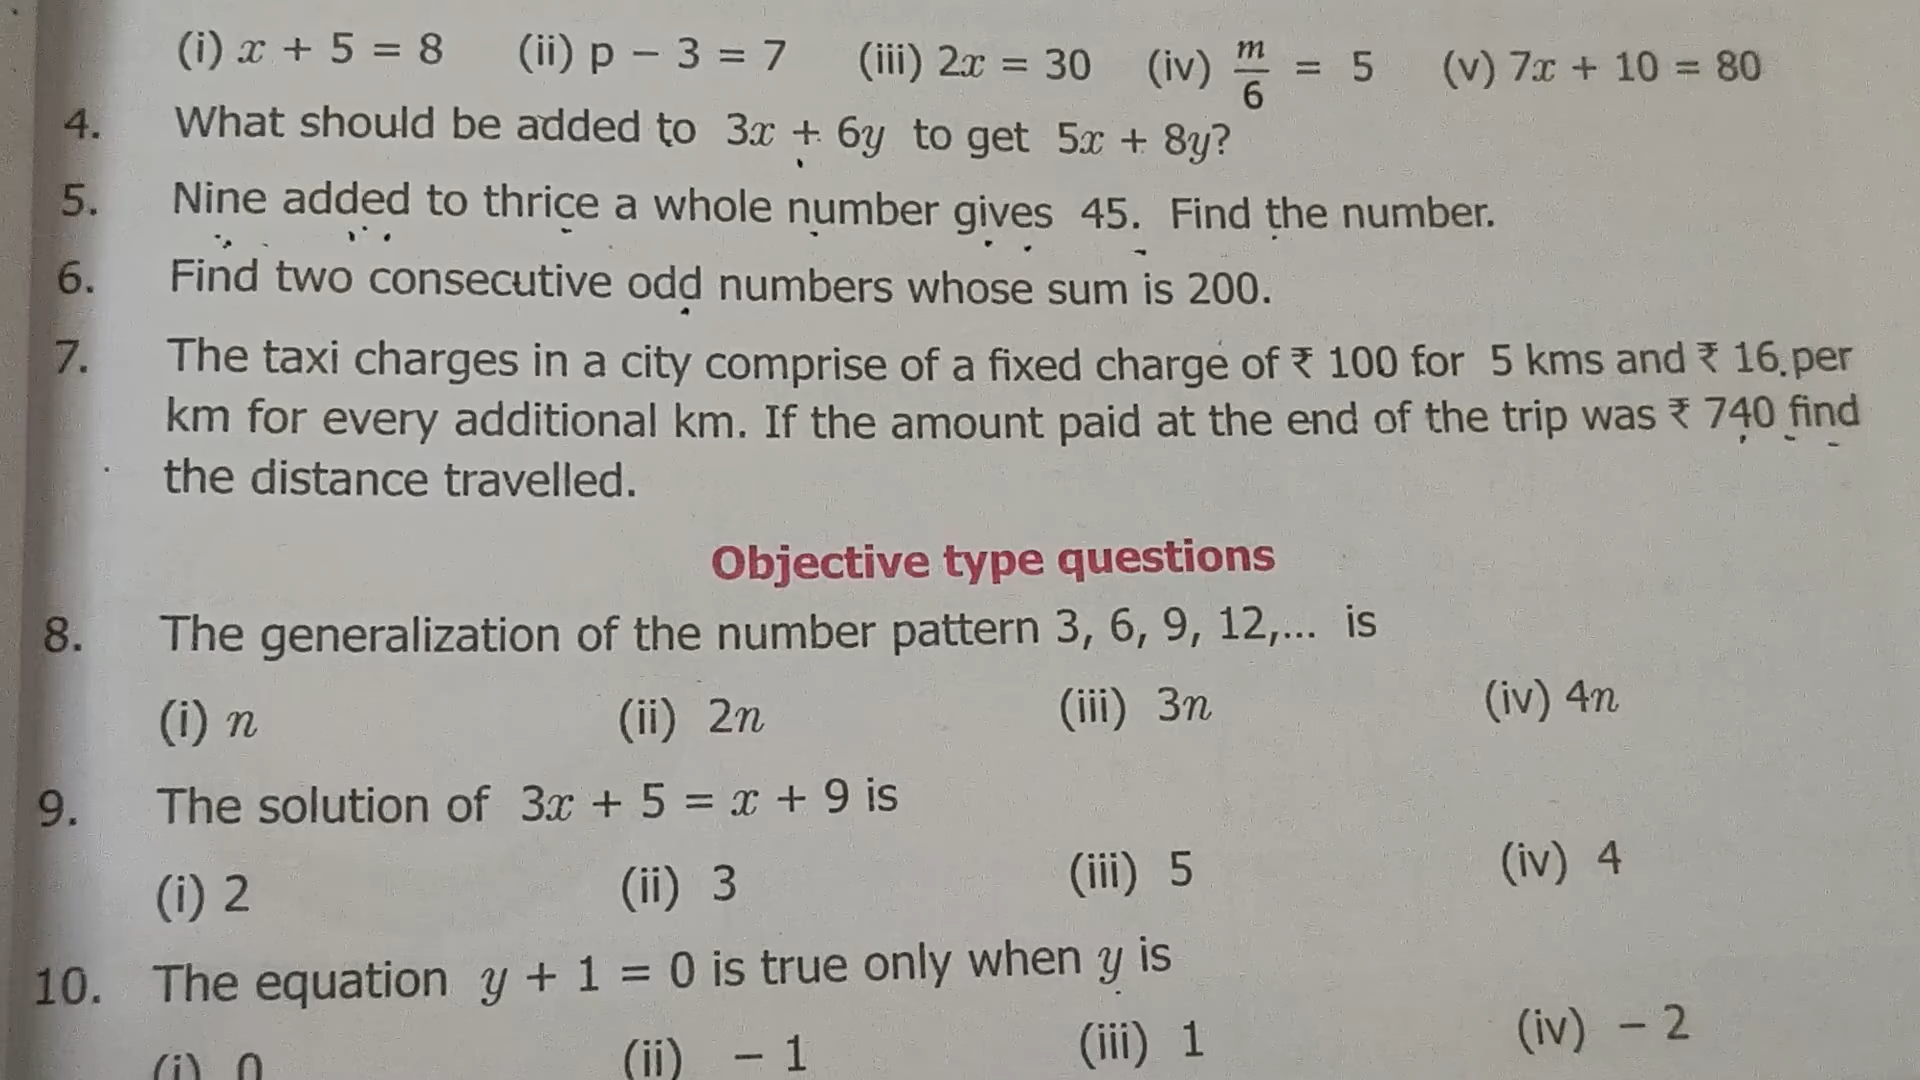 (i) x + 5 = 8 (ii) p – 3 = 7 (iii) 2x = 30 (iv) m/6 = 5 (v) 7x + 10 = 80
4. What should be added to 3x + 6y to get 5x + 8y?
5. Nine added to thrice a whole number gives 45. Find the number.
6. Find two consecutive odd numbers whose sum is 200.
7. The taxi charges in a city comprise of a fixed charge of ₹ 100 for 5 kms and ₹ 16 per
km for every additional km. If the amount paid at the end of the trip was ₹ 740 find
the distance travelled.
Objective type questions
8. The generalization of the number pattern 3, 6, 9, 12,... is
(i) n (ii) 2n (iii) 3n (iv) 4n
9. The solution of 3x + 5 = x + 9 is
(i) 2 (ii) 3 (iii) 5 (iv) 4
10. The equation y + 1 = 0 is true only when y is
(i) 0 (ii) – 1 (iii) 1 (iv) – 2